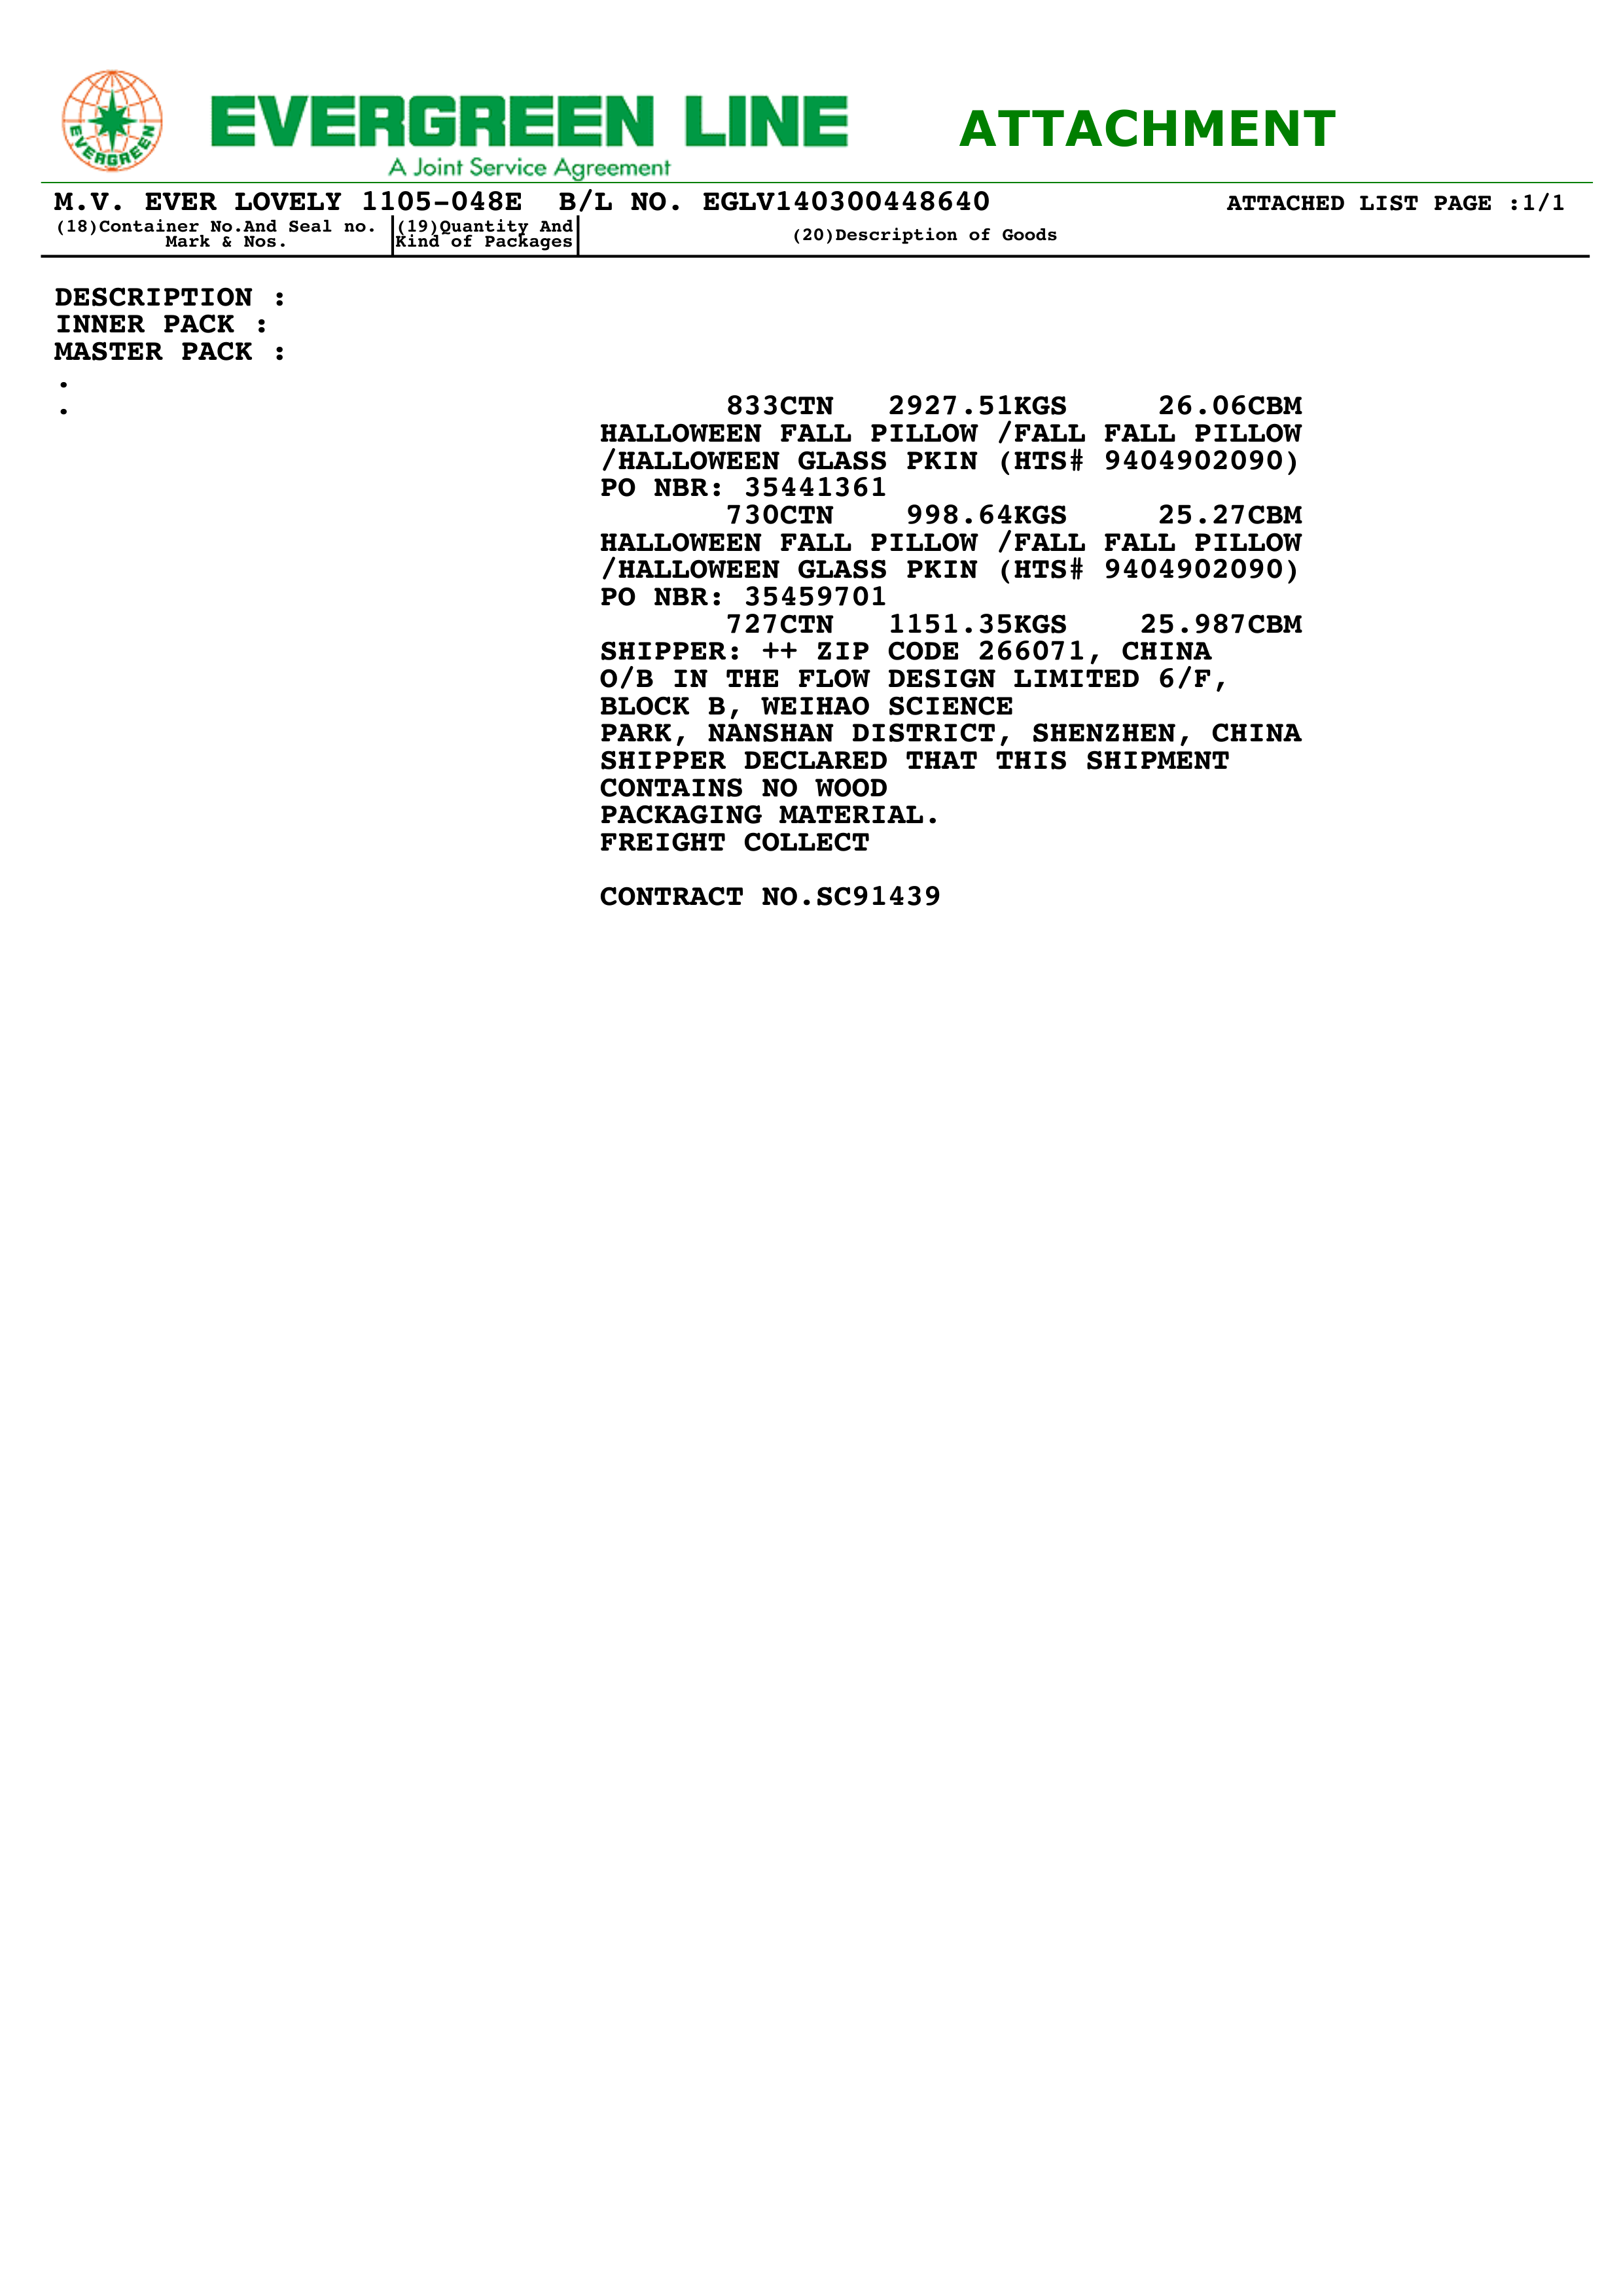 EVERGREEN
EVERGREEN LINE
A Joint Service Agreement
ATTACHMENT
M.V. EVER LOVELY 1105-048E B/L NO. EGLV140300448640 ATTACHED LIST PAGE :1/1
(18)Container No.And Seal no.
Mark & Nos.
(19)Quantity And
Kind of Packages
(20)Description of Goods
DESCRIPTION :
INNER PACK :
MASTER PACK :
.
.
833CTN 2927.51KGS 26.06CBM
HALLOWEEN FALL PILLOW /FALL FALL PILLOW
/HALLOWEEN GLASS PKIN (HTS# 9404902090)
PO NBR: 35441361
730CTN 998.64KGS 25.27CBM
HALLOWEEN FALL PILLOW /FALL FALL PILLOW
/HALLOWEEN GLASS PKIN (HTS# 9404902090)
PO NBR: 35459701
727CTN 1151.35KGS 25.987CBM
SHIPPER: ++ ZIP CODE 266071, CHINA
O/B IN THE FLOW DESIGN LIMITED 6/F,
BLOCK B, WEIHAO SCIENCE
PARK, NANSHAN DISTRICT, SHENZHEN, CHINA
SHIPPER DECLARED THAT THIS SHIPMENT
CONTAINS NO WOOD
PACKAGING MATERIAL.
FREIGHT COLLECT
CONTRACT NO.SC91439